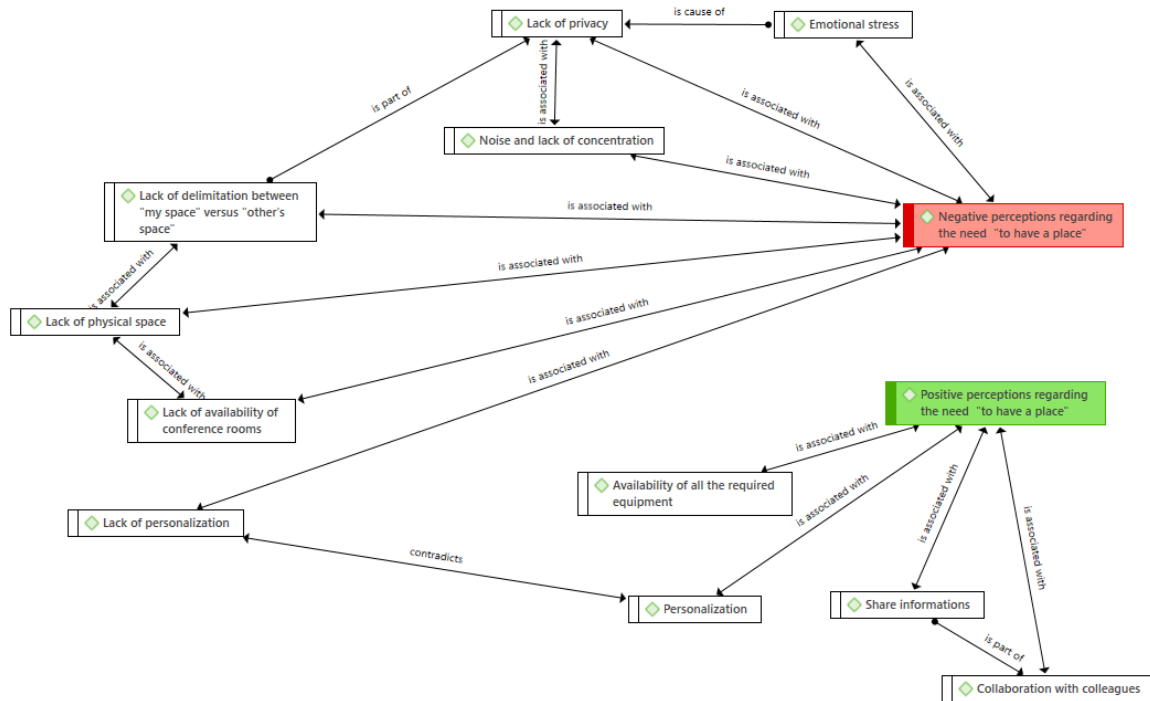 Lack of privacy
is cause of
Emotional stress
is associated with
is associated with
is associated with
is part of
Noise and lack of concentration
is associated with
Lack of delimitation between
"my space" versus "other's
space"
is associated with
Negative perceptions regarding
the need "to have a place"
is associated with
is associated with
Lack of physical space
is associated with
is associated with
is associated with
Lack of availability of
conference rooms
Positive perceptions regarding
the need "to have a place"
is associated with
Availability of all the required
equipment
is associated with
is associated with
is associated with
Lack of personalization
contradicts
Personalization
Share informations
is part of
Collaboration with colleagues